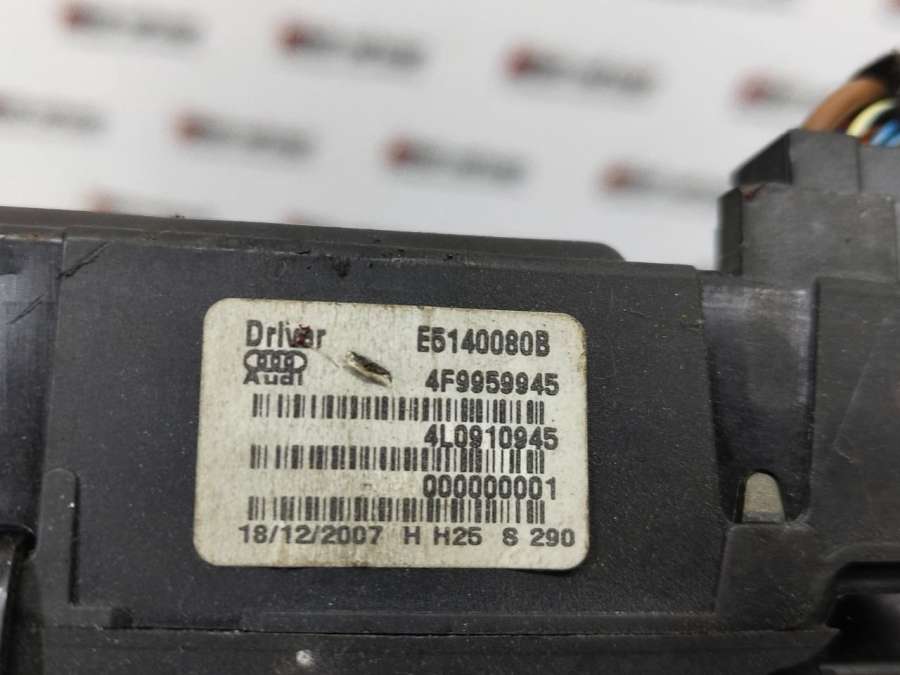 Driver E5140080B
Audi 4F9959945
4L0910945
000000001
18/12/2007 H H25 S 290